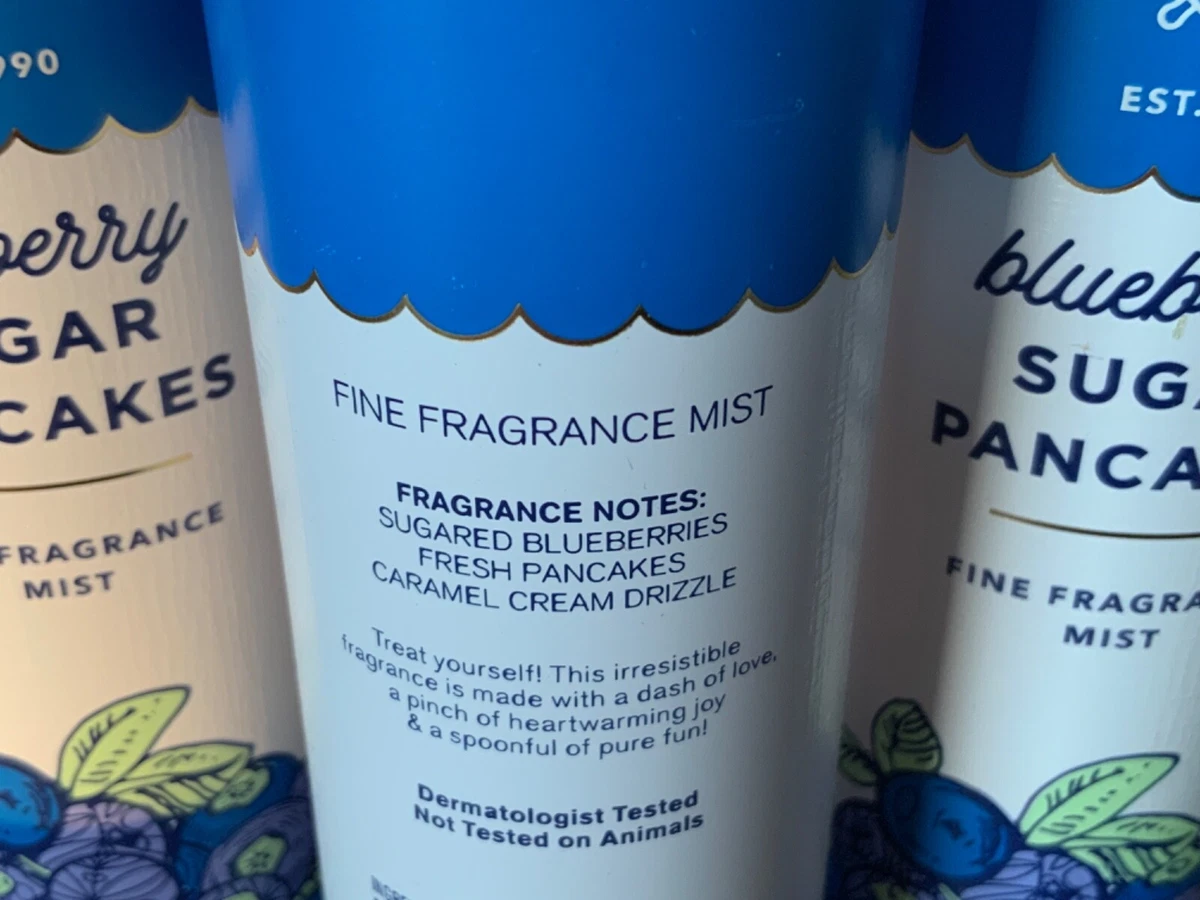 990
berry
GAR
CAKES
FRAGRANCE
MIST
FINE FRAGRANCE MIST
FRAGRANCE NOTES:
SUGARED BLUEBERRIES
FRESH PANCAKES
CARAMEL CREAM DRIZZLE
Treat yourself! This irresistible
fragrance is made with a dash of love,
a pinch of heartwarming joy
& a spoonful of pure fun!
Dermatologist Tested
Not Tested on Animals
EST.
blueb
SUGA
PANCA
FINE FRAGRA
MIST